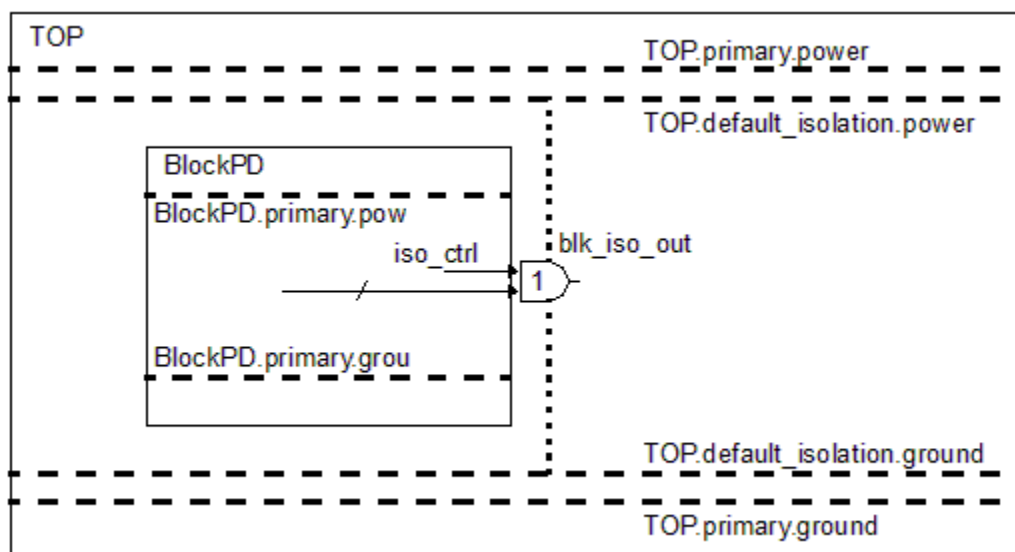 TOP
TOP.primary.power
TOP.default_isolation.power
BlockPD
BlockPD.primary.pow
iso_ctrl
blk_iso_out
1
BlockPD.primary.grou
TOP.default_isolation.ground
TOP.primary.ground